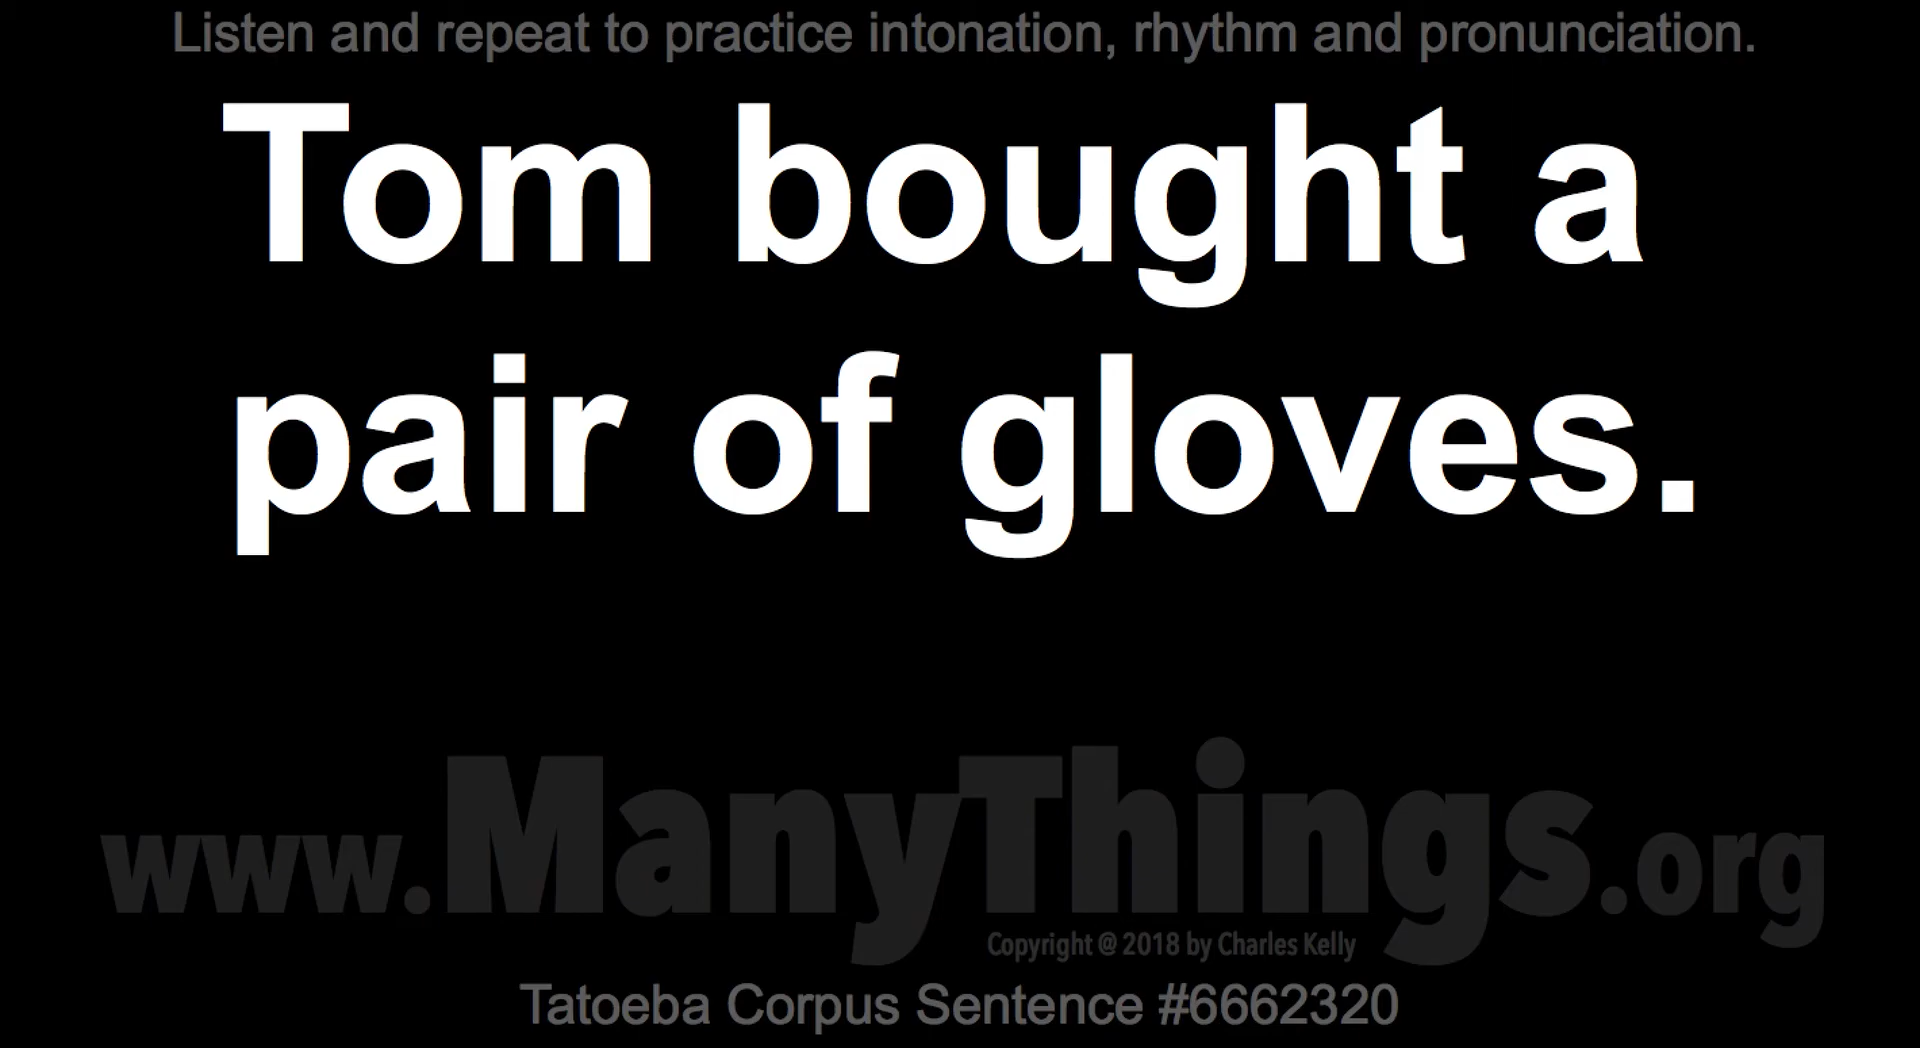 Listen and repeat to practice intonation, rhythm and pronunciation.
Tom bought a
pair of gloves.
www.ManyThings.org
Copyright @ 2018 by Charles Kelly
Tatoeba Corpus Sentence #6662320